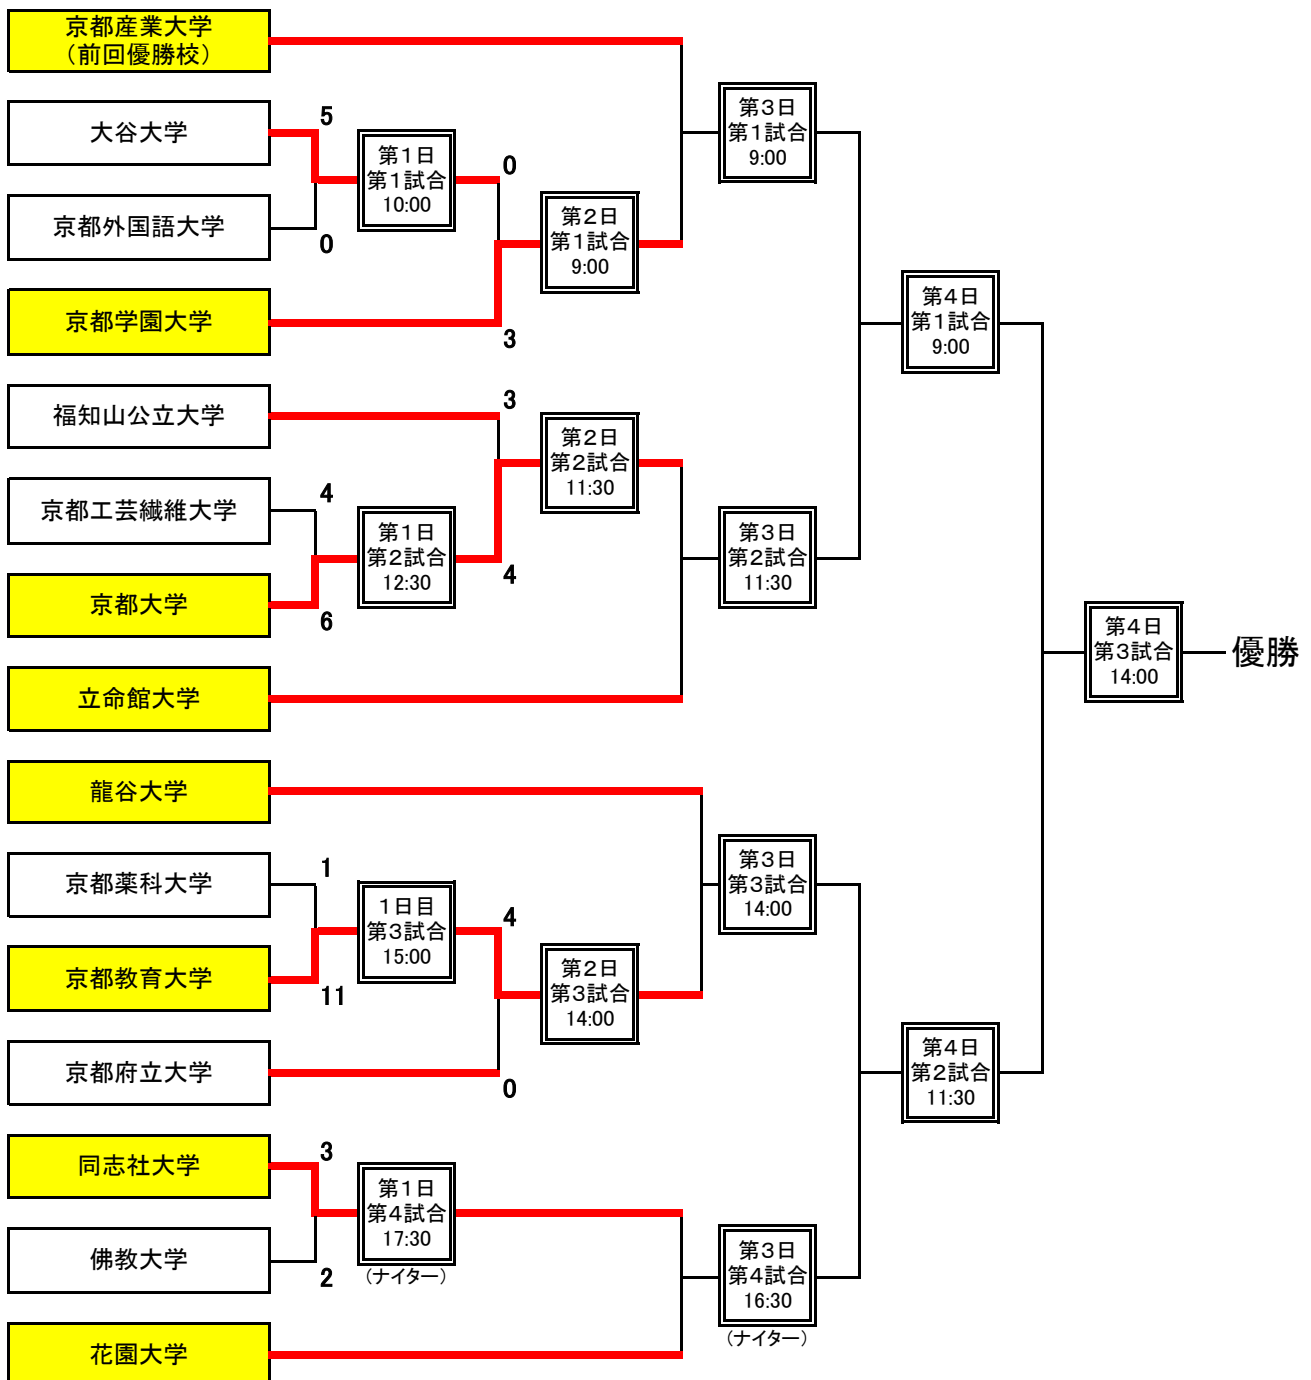 京都産業大学
（前回優勝校）
大谷大学
5
京都外国語大学
0
第１日
第１試合
10:00
0
京都学園大学
3
第２日
第１試合
9:00
第３日
第１試合
9:00
福知山公立大学
3
京都工芸繊維大学
4
京都大学
6
第１日
第２試合
12:30
4
第２日
第２試合
11:30
立命館大学
第３日
第２試合
11:30
第４日
第１試合
9:00
龍谷大学
京都薬科大学
1
京都教育大学
11
１日目
第３試合
15:00
4
京都府立大学
0
第２日
第３試合
14:00
第３日
第３試合
14:00
同志社大学
3
佛教大学
2
第１日
第４試合
17:30
（ナイター）
花園大学
第３日
第４試合
16:30
（ナイター）
第４日
第２試合
11:30
第４日
第３試合
14:00
優勝